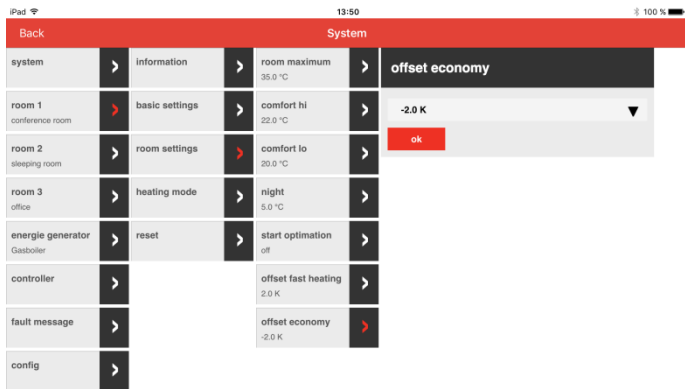 iPad
13:50
100 %
Back
System
system
room 1
conference room
room 2
sleeping room
room 3
office
energie generator
Gasboiler
controller
fault message
config
information
basic settings
room settings
heating mode
reset
room maximum
35.0 °C
comfort hi
22.0 °C
comfort lo
20.0 °C
night
5.0 °C
start optimation
off
offset fast heating
2.0 K
offset economy
-2.0 K
offset economy
-2.0 K
ok